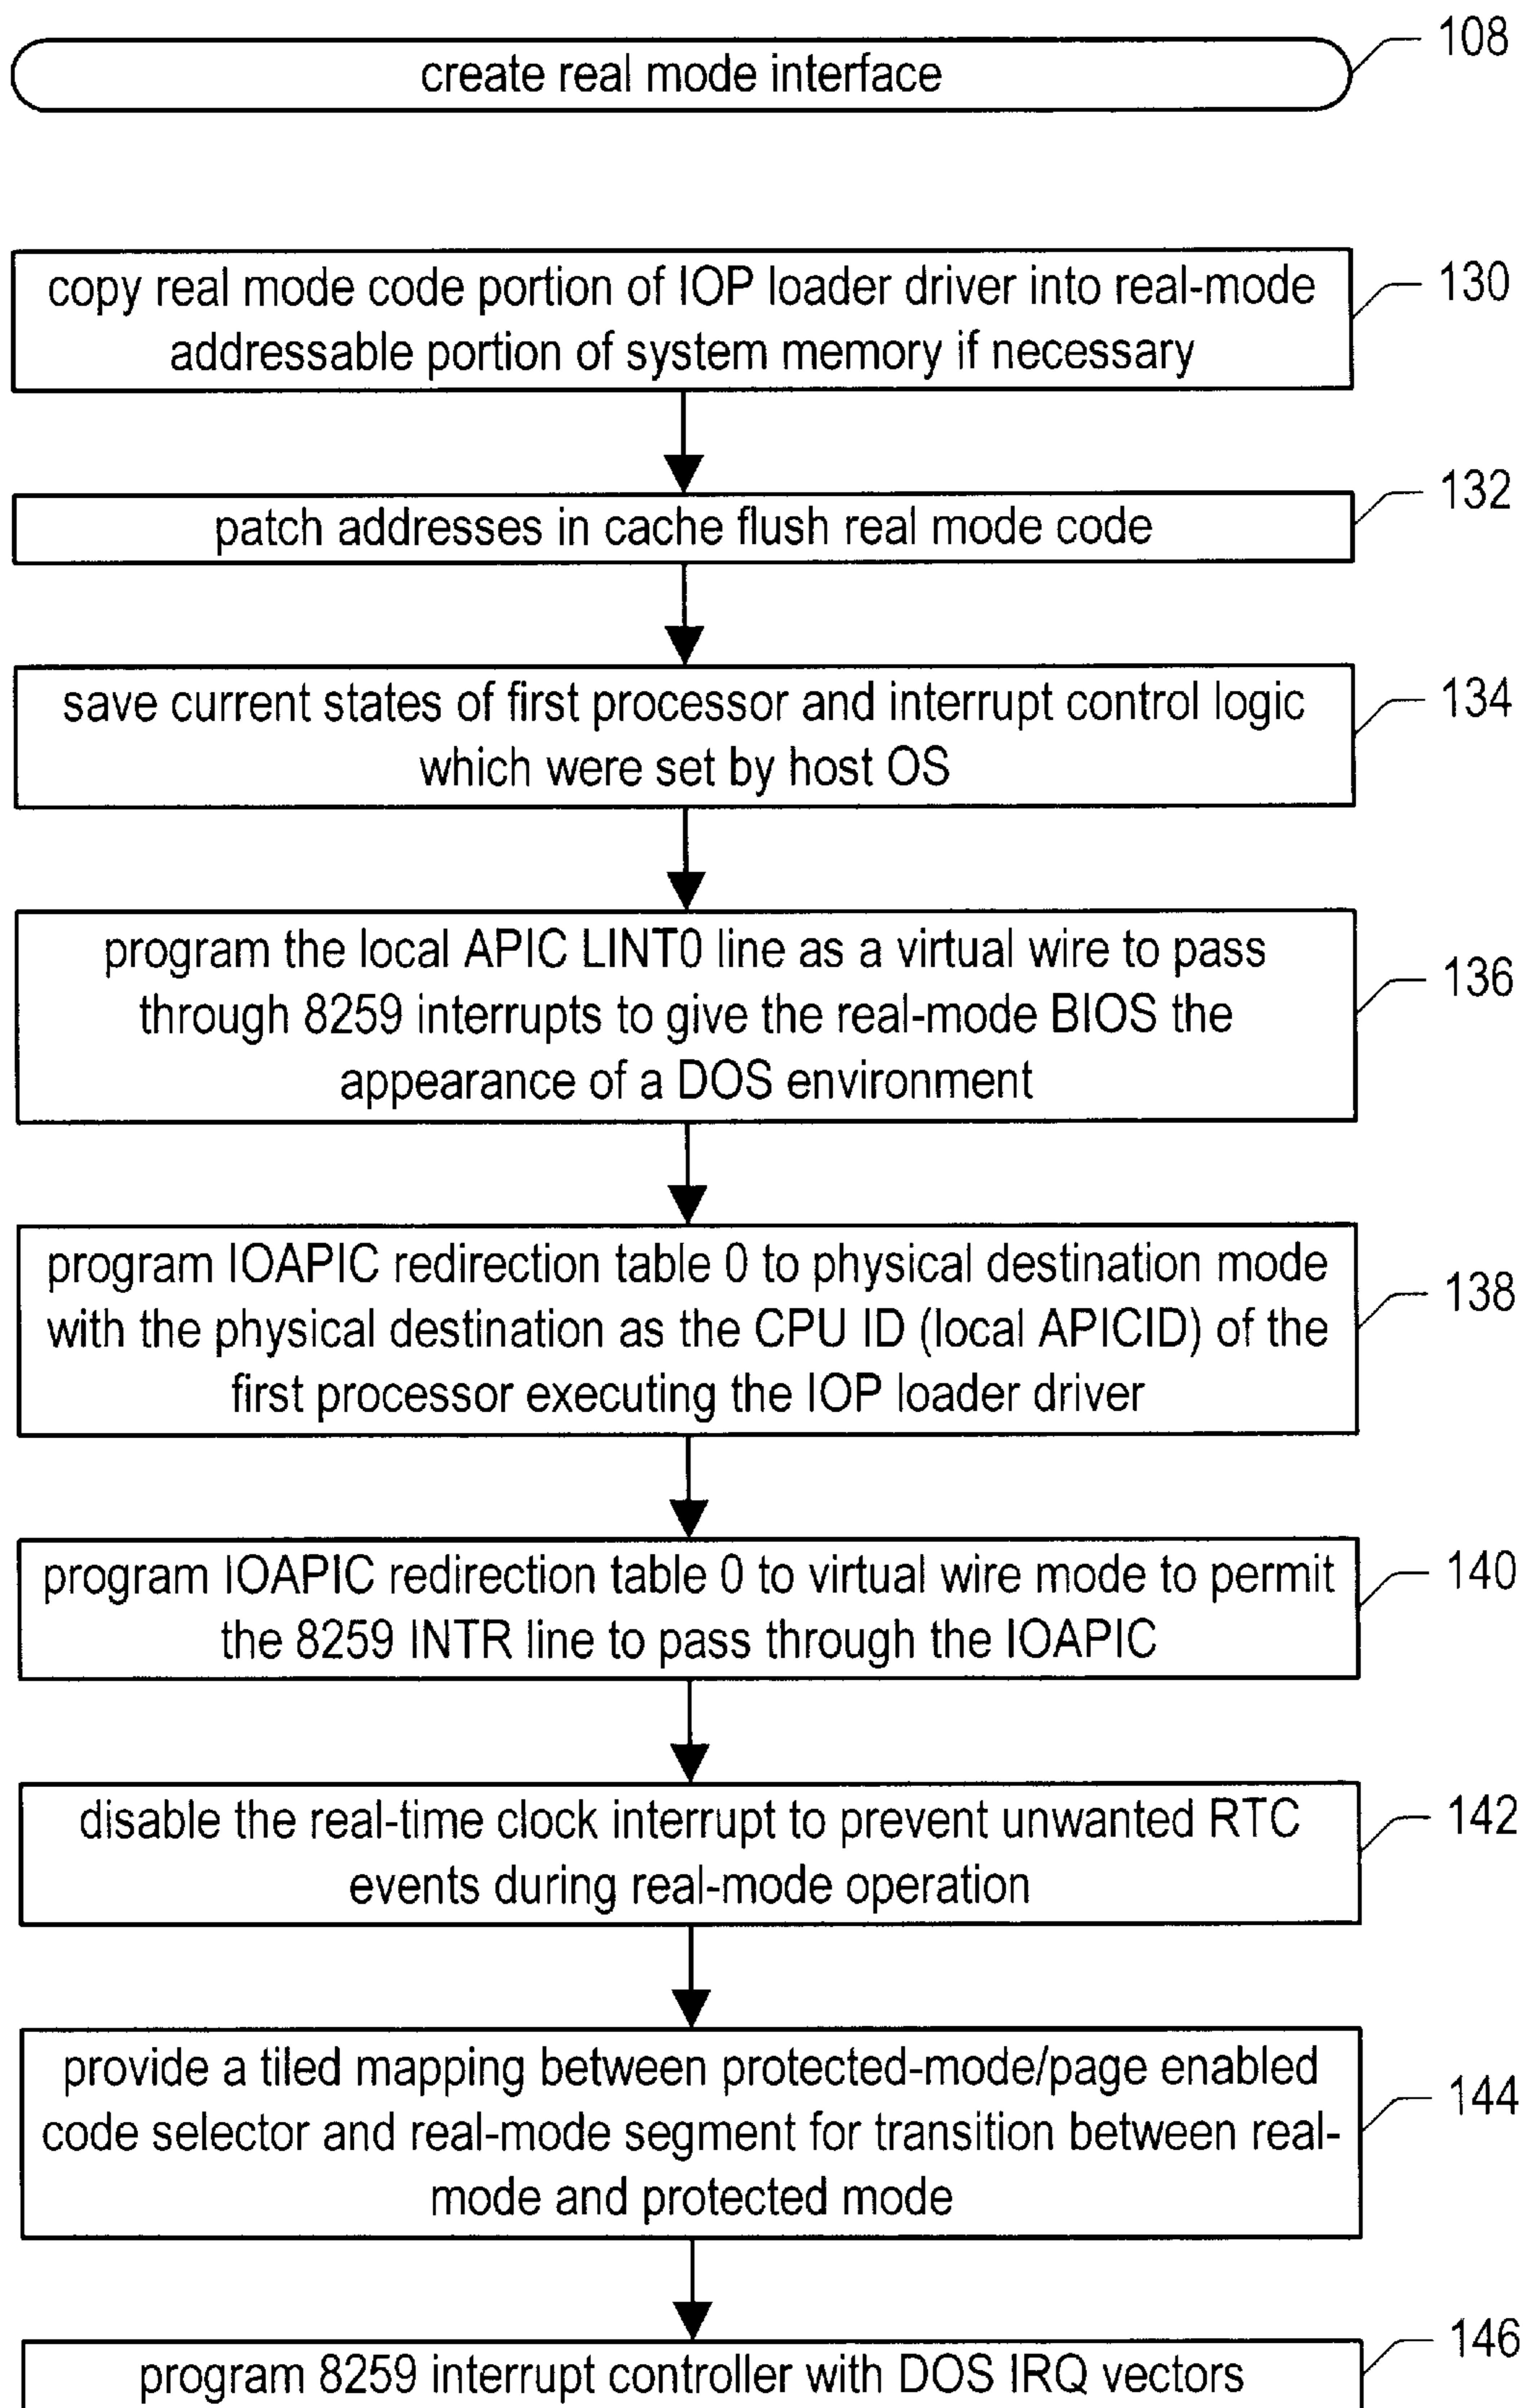 108
create real mode interface
130
copy real mode code portion of IOP loader driver into real-mode
addressable portion of system memory if necessary
132
patch addresses in cache flush real mode code
134
save current states of first processor and interrupt control logic
which were set by host OS
136
program the local APIC LINT0 line as a virtual wire to pass
through 8259 interrupts to give the real-mode BIOS the
appearance of a DOS environment
138
program IOAPIC redirection table 0 to physical destination mode
with the physical destination as the CPU ID (local APICID) of the
first processor executing the IOP loader driver
140
program IOAPIC redirection table 0 to virtual wire mode to permit
the 8259 INTR line to pass through the IOAPIC
142
disable the real-time clock interrupt to prevent unwanted RTC
events during real-mode operation
144
provide a tiled mapping between protected-mode/page enabled
code selector and real-mode segment for transition between real-
mode and protected mode
146
program 8259 interrupt controller with DOS IRQ vectors